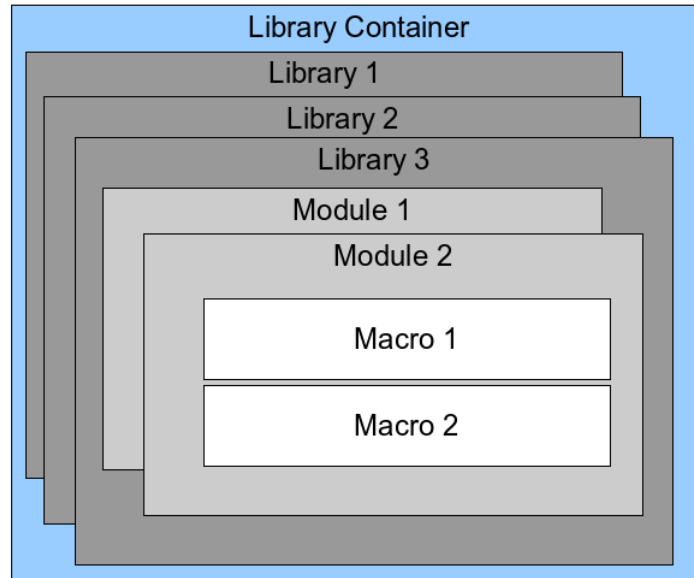 Library Container
Library 1
Library 2
Library 3
Module 1
Module 2
Macro 1
Macro 2